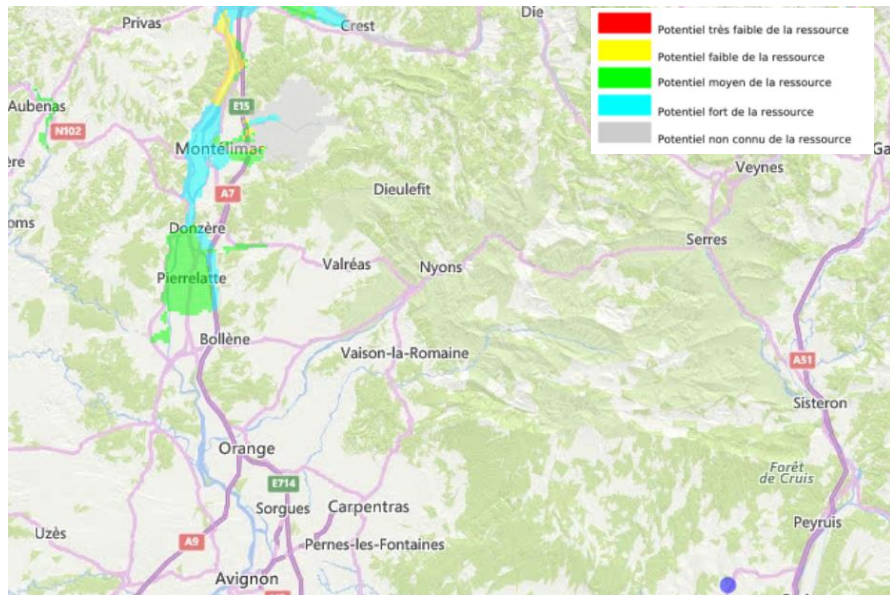 Privas
Crest
Die
Potentiel très faible de la ressource
Potentiel faible de la ressource
Potentiel moyen de la ressource
Potentiel fort de la ressource
Potentiel non connu de la ressource
Aubenas
N102
E15
Montélimar
A7
Dieulefit
Veynes
Ga
ère
oms
Donzère
Serres
Pierrelatte
Valréas
Nyons
Bollène
Vaison-la-Romaine
A51
Sisteron
Orange
Forêt
de Cruis
E714
Sorgues
Carpentras
Peyruis
Uzès
A9
Pernes-les-Fontaines
Avignon